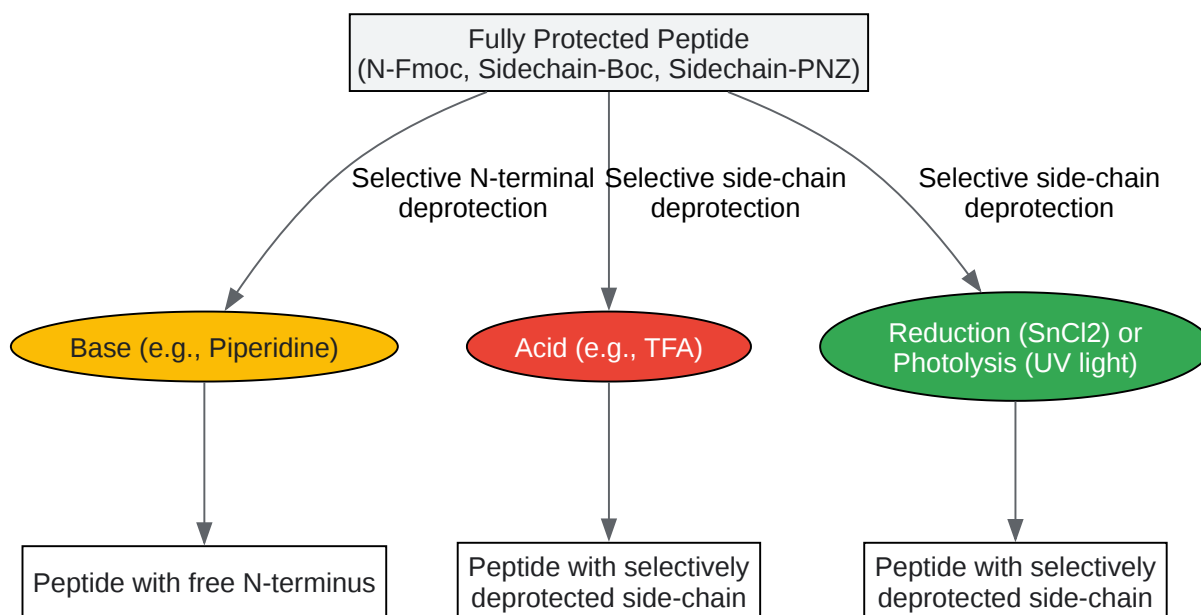 Fully Protected Peptide
(N-Fmoc, Sidechain-Boc, Sidechain-PNZ)
Selective N-terminal
deprotection
Selective side-chain
deprotection
Selective side-chain
deprotection
Base (e.g., Piperidine)
Acid (e.g., TFA)
Reduction (SnCl2) or
Photolysis (UV light)
Peptide with free N-terminus
Peptide with selectively
deprotected side-chain
Peptide with selectively
deprotected side-chain